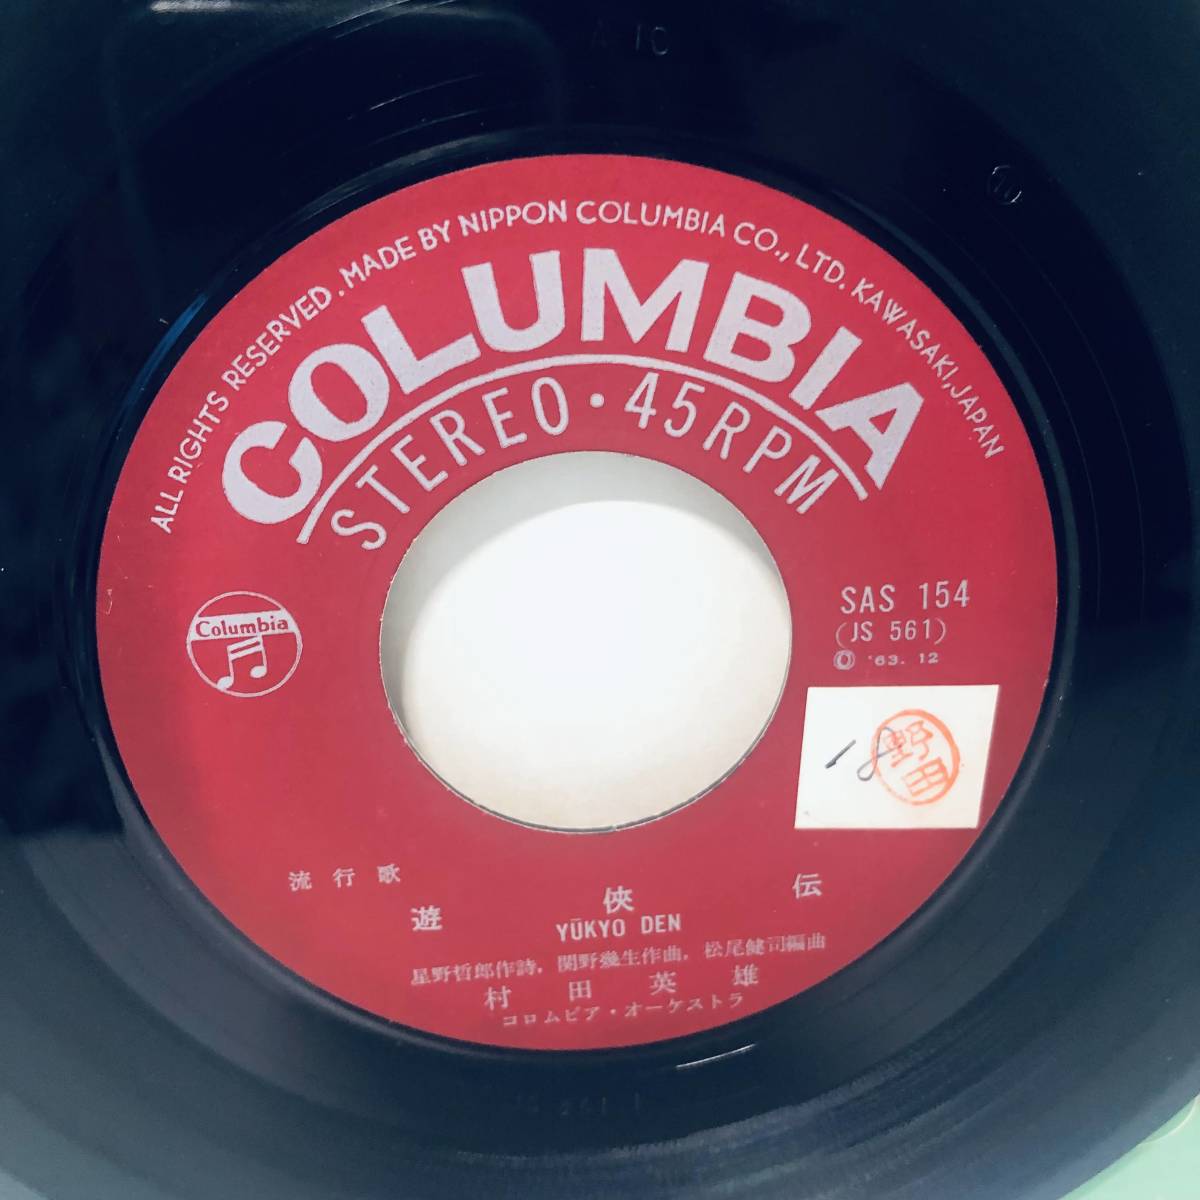 A 10
ALL RIGHTS RESERVED. MADE BY NIPPON COLUMBIA CO., LTD. KAWASAKI, JAPAN
COLUMBIA
STEREO・45RPM
Columbia
SAS 154
(JS 561)
Ⓒ '63. 12
18
野田
流行歌
遊侠伝
YŪKYO DEN
星野哲郎作詩, 関野幾生作曲, 松尾健司編曲
村田英雄
コロムビア・オーケストラ